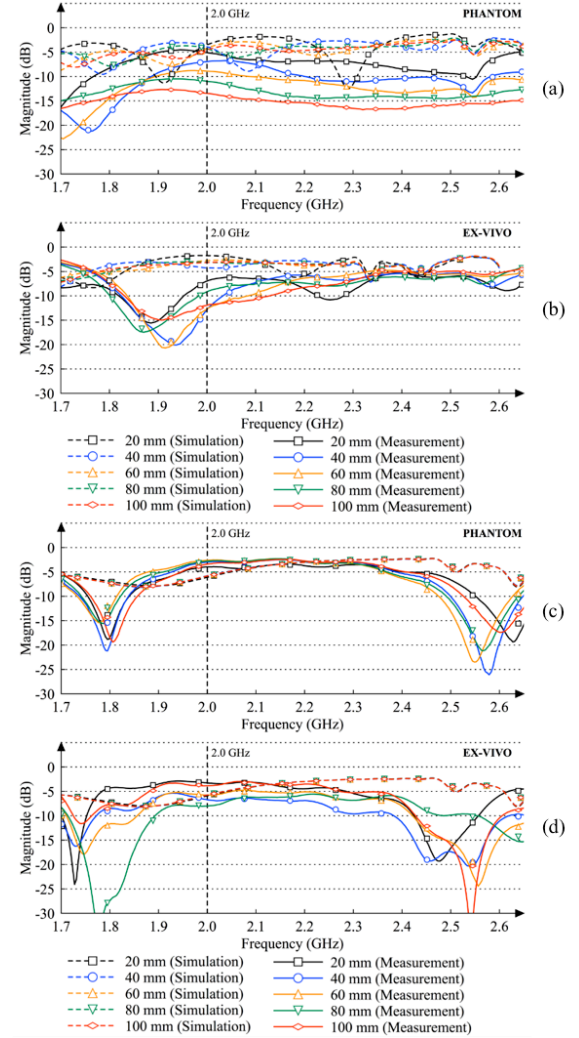 PHANTOM
2.0 GHz
5
0
-5
-10
-15
-20
-25
-30
Magnitude (dB)
(a)
1.7 1.8 1.9 2.0 2.1 2.2 2.3 2.4 2.5 2.6
Frequency (GHz)
EX-VIVO
2.0 GHz
5
0
-5
-10
-15
-20
-25
-30
Magnitude (dB)
(b)
1.7 1.8 1.9 2.0 2.1 2.2 2.3 2.4 2.5 2.6
Frequency (GHz)
20 mm (Simulation) 20 mm (Measurement)
40 mm (Simulation) 40 mm (Measurement)
60 mm (Simulation) 60 mm (Measurement)
80 mm (Simulation) 80 mm (Measurement)
100 mm (Simulation) 100 mm (Measurement)
PHANTOM
2.0 GHz
5
0
-5
-10
-15
-20
-25
-30
Magnitude (dB)
(c)
1.7 1.8 1.9 2.0 2.1 2.2 2.3 2.4 2.5 2.6
Frequency (GHz)
EX-VIVO
2.0 GHz
5
0
-5
-10
-15
-20
-25
-30
Magnitude (dB)
(d)
1.7 1.8 1.9 2.0 2.1 2.2 2.3 2.4 2.5 2.6
Frequency (GHz)
20 mm (Simulation) 20 mm (Measurement)
40 mm (Simulation) 40 mm (Measurement)
60 mm (Simulation) 60 mm (Measurement)
80 mm (Simulation) 80 mm (Measurement)
100 mm (Simulation) 100 mm (Measurement)